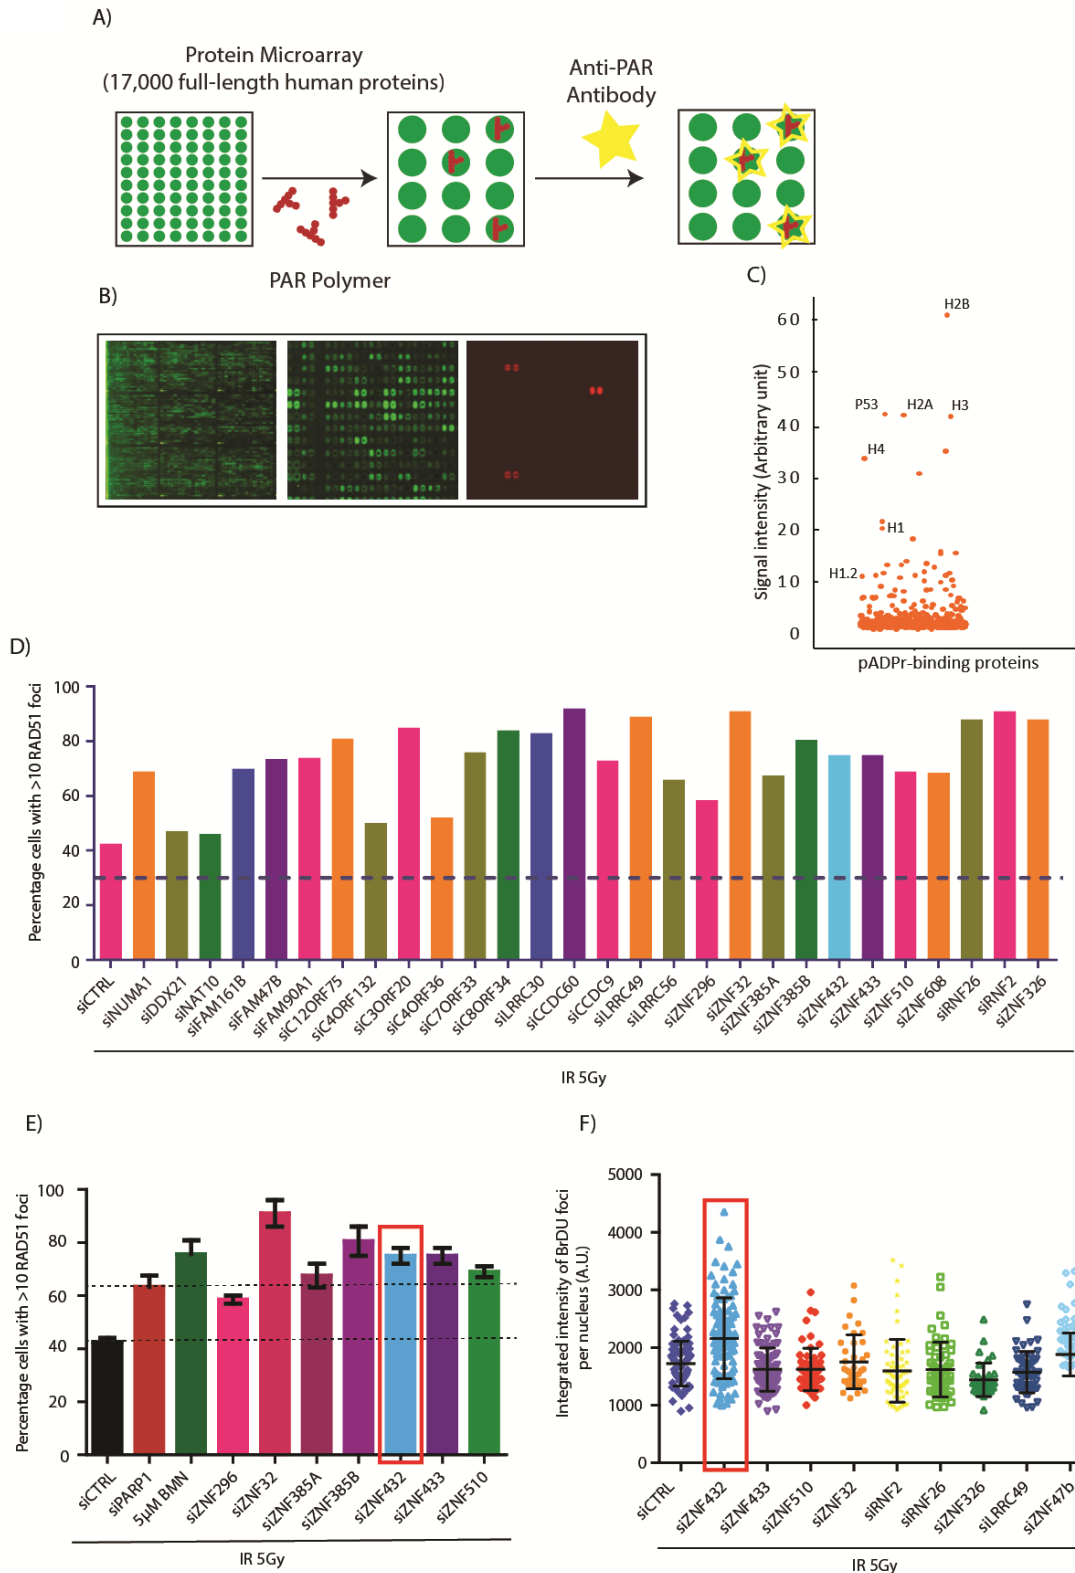 A)
Protein Microarray
(17,000 full-length human proteins)
Anti-PAR
Antibody
PAR Polymer
B)
C)
Signal intensity (Arbitrary unit)
60
50
40
30
20
10
0
H2B
P53
H2A
H3
H4
H1
H1.2
pADPr-binding proteins
D)
Percentage cells with >10 RAD51 foci
100
80
60
40
20
0
siCTRL
siNUMA1
siDDX21
siNAT10
siFAM161B
siFAM47B
siFAM90A1
siC12ORF75
siC4ORF132
siC3ORF20
siC4ORF36
siC7ORF33
siC8ORF34
siLRRC30
siCCDC60
siCCDC9
siLRRC49
siLRRC56
siZNF296
siZNF32
siZNF385A
siZNF385B
siZNF432
siZNF433
siZNF510
siZNF608
siRNF26
siRNF2
siZNF326
IR 5Gy
E)
Percentage cells with >10 RAD51 foci
100
80
60
40
20
0
siCTRL
siPARP1
5µM BMN
siZNF296
siZNF32
siZNF385A
siZNF385B
siZNF432
siZNF433
siZNF510
IR 5Gy
F)
Integrated intensity of BrDU foci
per nucleus (A.U.)
5000
4000
3000
2000
1000
0
siCTRL
siZNF432
siZNF433
siZNF510
siZNF32
siRNF2
siRNF26
siZNF326
siLRRC49
siZNF47b
IR 5Gy